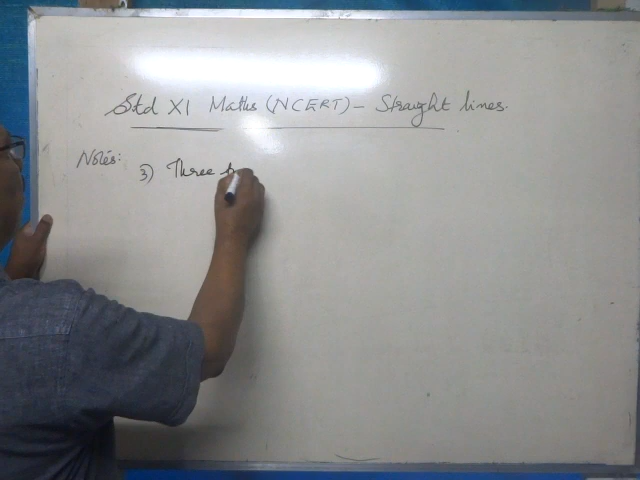 Std XI Maths (NCERT) - Straight lines.
Notes:
3) Three